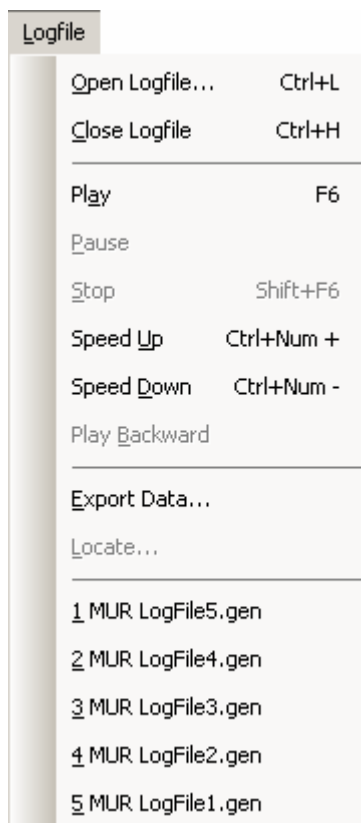 Logfile
Open Logfile... Ctrl+L
Close Logfile Ctrl+H
Play F6
Pause
Stop Shift+F6
Speed Up Ctrl+Num +
Speed Down Ctrl+Num -
Play Backward
Export Data...
Locate...
1 MUR LogFile5.gen
2 MUR LogFile4.gen
3 MUR LogFile3.gen
4 MUR LogFile2.gen
5 MUR LogFile1.gen